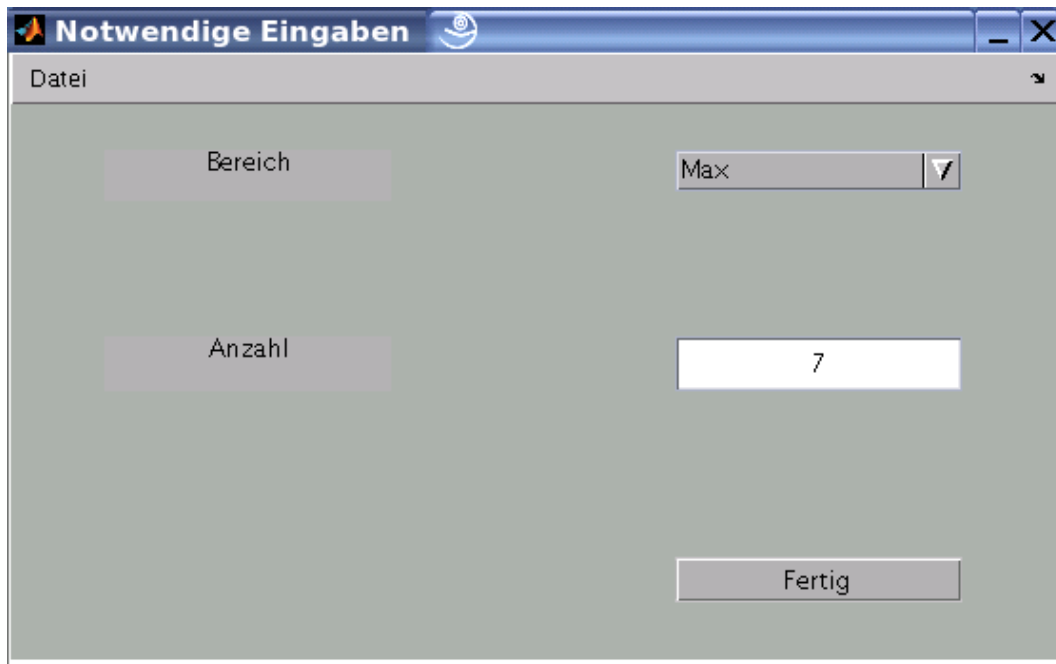 Notwendige Eingaben
Datei
Bereich
Max
Anzahl
7
Fertig